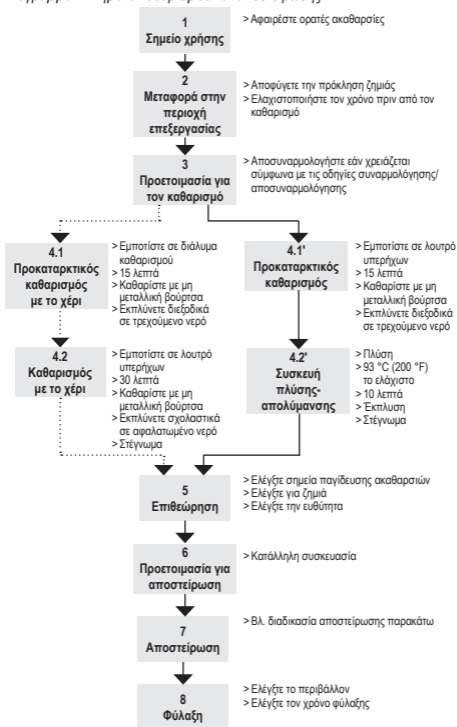 1
Σημείο χρήσης
> Αφαιρέστε ορατές ακαθαρσίες
2
Μεταφορά στην
περιοχή
επεξεργασίας
> Αποφύγετε την πρόκληση ζημιάς
> Ελαχιστοποιήστε τον χρόνο πριν από τον
καθαρισμό
3
Προετοιμασία για
τον καθαρισμό
> Αποσυναρμολογήστε εάν χρειάζεται
σύμφωνα με τις οδηγίες συναρμολόγησης/
αποσυναρμολόγησης
4.1
Προκαταρκτικός
καθαρισμός
με το χέρι
> Εμποτίστε σε διάλυμα
καθαρισμού
> 15 λεπτά
> Καθαρίστε με μη
μεταλλική βούρτσα
> Εκπλύνετε διεξοδικά
σε τρεχούμενο νερό
4.1'
Προκαταρκτικός
καθαρισμός
> Εμποτίστε σε λουτρό
υπερήχων
> 15 λεπτά
> Καθαρίστε με μη
μεταλλική βούρτσα
> Εκπλύνετε διεξοδικά
σε τρεχούμενο νερό
4.2
Καθαρισμός
με το χέρι
> Εμποτίστε σε λουτρό
υπερήχων
> 30 λεπτά
> Καθαρίστε με μη
μεταλλική βούρτσα
> Εκπλύνετε σχολαστικά
σε αφαλατωμένο νερό
> Στέγνωμα
4.2'
Συσκευή
πλύσης-
απολύμανσης
> Πλύση
> 93 °C (200 °F)
το ελάχιστο
> 10 λεπτά
> Έκπλυση
> Στέγνωμα
5
Επιθεώρηση
> Ελέγξτε σημεία παγίδευσης ακαθαρσιών
> Ελέγξτε για ζημιά
> Ελέγξτε την ευθύτητα
6
Προετοιμασία για
αποστείρωση
> Κατάλληλη συσκευασία
7
Αποστείρωση
> Βλ. διαδικασία αποστείρωσης παρακάτω
8
Φύλαξη
> Ελέγξτε το περιβάλλον
> Ελέγξτε τον χρόνο φύλαξης